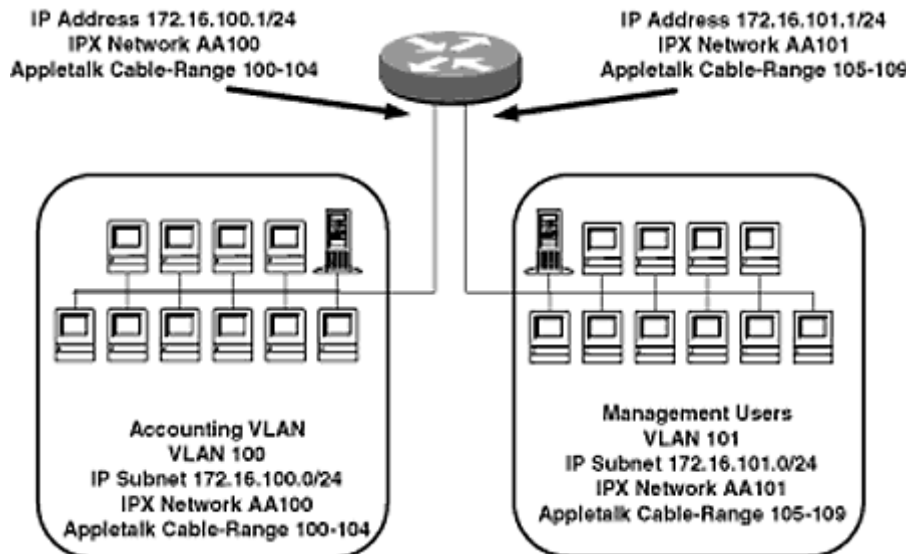 IP Address 172.16.100.1/24
IPX Network AA100
Appletalk Cable-Range 100-104
IP Address 172.16.101.1/24
IPX Network AA101
Appletalk Cable-Range 105-109
Accounting VLAN
VLAN 100
IP Subnet 172.16.100.0/24
IPX Network AA100
Appletalk Cable-Range 100-104
Management Users
VLAN 101
IP Subnet 172.16.101.0/24
IPX Network AA101
Appletalk Cable-Range 105-109